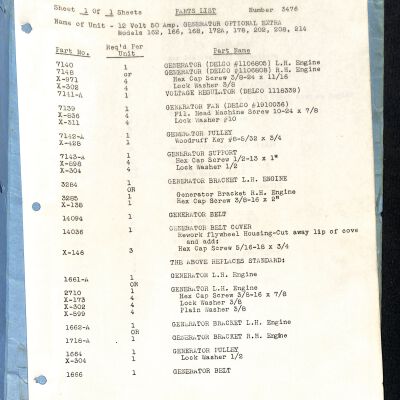 Sheet 1 of 1 Sheets PARTS LIST Number 3476
Name of Unit - 12 Volt 50 Amp. GENERATOR OPTIONAL EXTRA
Models 162, 166, 168, 172A, 178, 202, 208, 214
Part No. Req'd Per Unit Part Name
7140 1 GENERATOR (DELCO #1106805) L.H. Engine
7148 or GENERATOR (DELCO #1106808) R.H. Engine
X-971 4 Hex Cap Screw 3/8-24 x 11/16
X-302 4 Lock Washer 3/8
7141-A 1 VOLTAGE REGULATOR (DELCO 1118339)
7139 1 GENERATOR FAN (DELCO #1910036)
X-836 4 Fil. Head Machine Screw 10-24 x 7/8
X-311 4 Lock Washer #10
7142-A 1 GENERATOR PULLEY
X-428 1 Woodruff Key #6-5/32 x 3/4
7143-A 1 GENERATOR SUPPORT
X-598 4 Hex Cap Screw 1/2-13 x 1"
X-304 4 Lock Washer 1/2
3284 1 GENERATOR BRACKET L.H. ENGINE
OR
3285 1 Generator Bracket R.H. Engine
X-138 1 Hex Cap Screw 3/8-16 x 2"
14094 1 GENERATOR BELT
14036 1 GENERATOR BELT COVER
Rework flywheel Housing-Cut away lip of cove
and add:
X-146 3 Hex Cap Screw 5/16-18 x 3/4
THE ABOVE REPLACES STANDARD:
1661-A 1 GENERATOR L.H. Engine
OR
2710 1 GENERATOR L.H. Engine
X-173 4 Hex Cap Screw 3/8-16 x 7/8
X-302 4 Lock Washer 3/8
X-599 4 Plain Washer 3/8
1662-A 1 GENERATOR BRACKET L.H. Engine
OR
1718-A 1 GENERATOR BRACKET R.H. Engine
1664 1 GENERATOR PULLEY
X-304 1 Lock Washer 1/2
1666 1 GENERATOR BELT